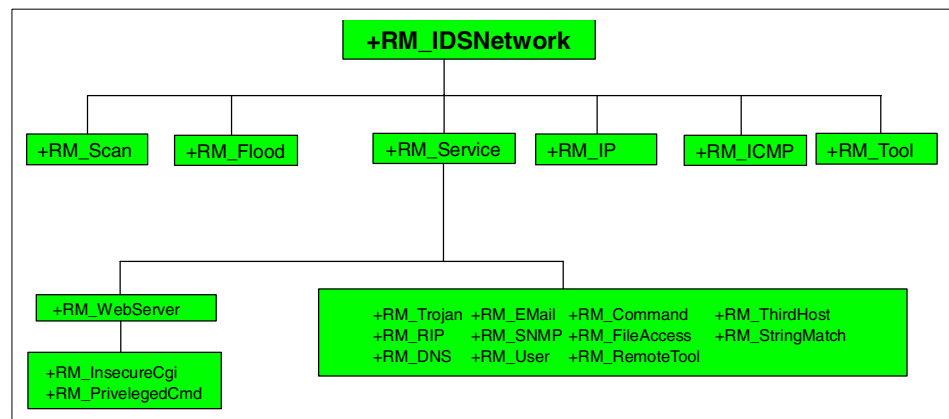 +RM_IDSNetwork
+RM_Scan +RM_Flood +RM_Service +RM_IP +RM_ICMP +RM_Tool
+RM_WebServer
+RM_InsecureCgi
+RM_PrivelegedCmd
+RM_Trojan +RM_EMail +RM_Command +RM_ThirdHost
+RM_RIP +RM_SNMP +RM_FileAccess +RM_StringMatch
+RM_DNS +RM_User +RM_RemoteTool